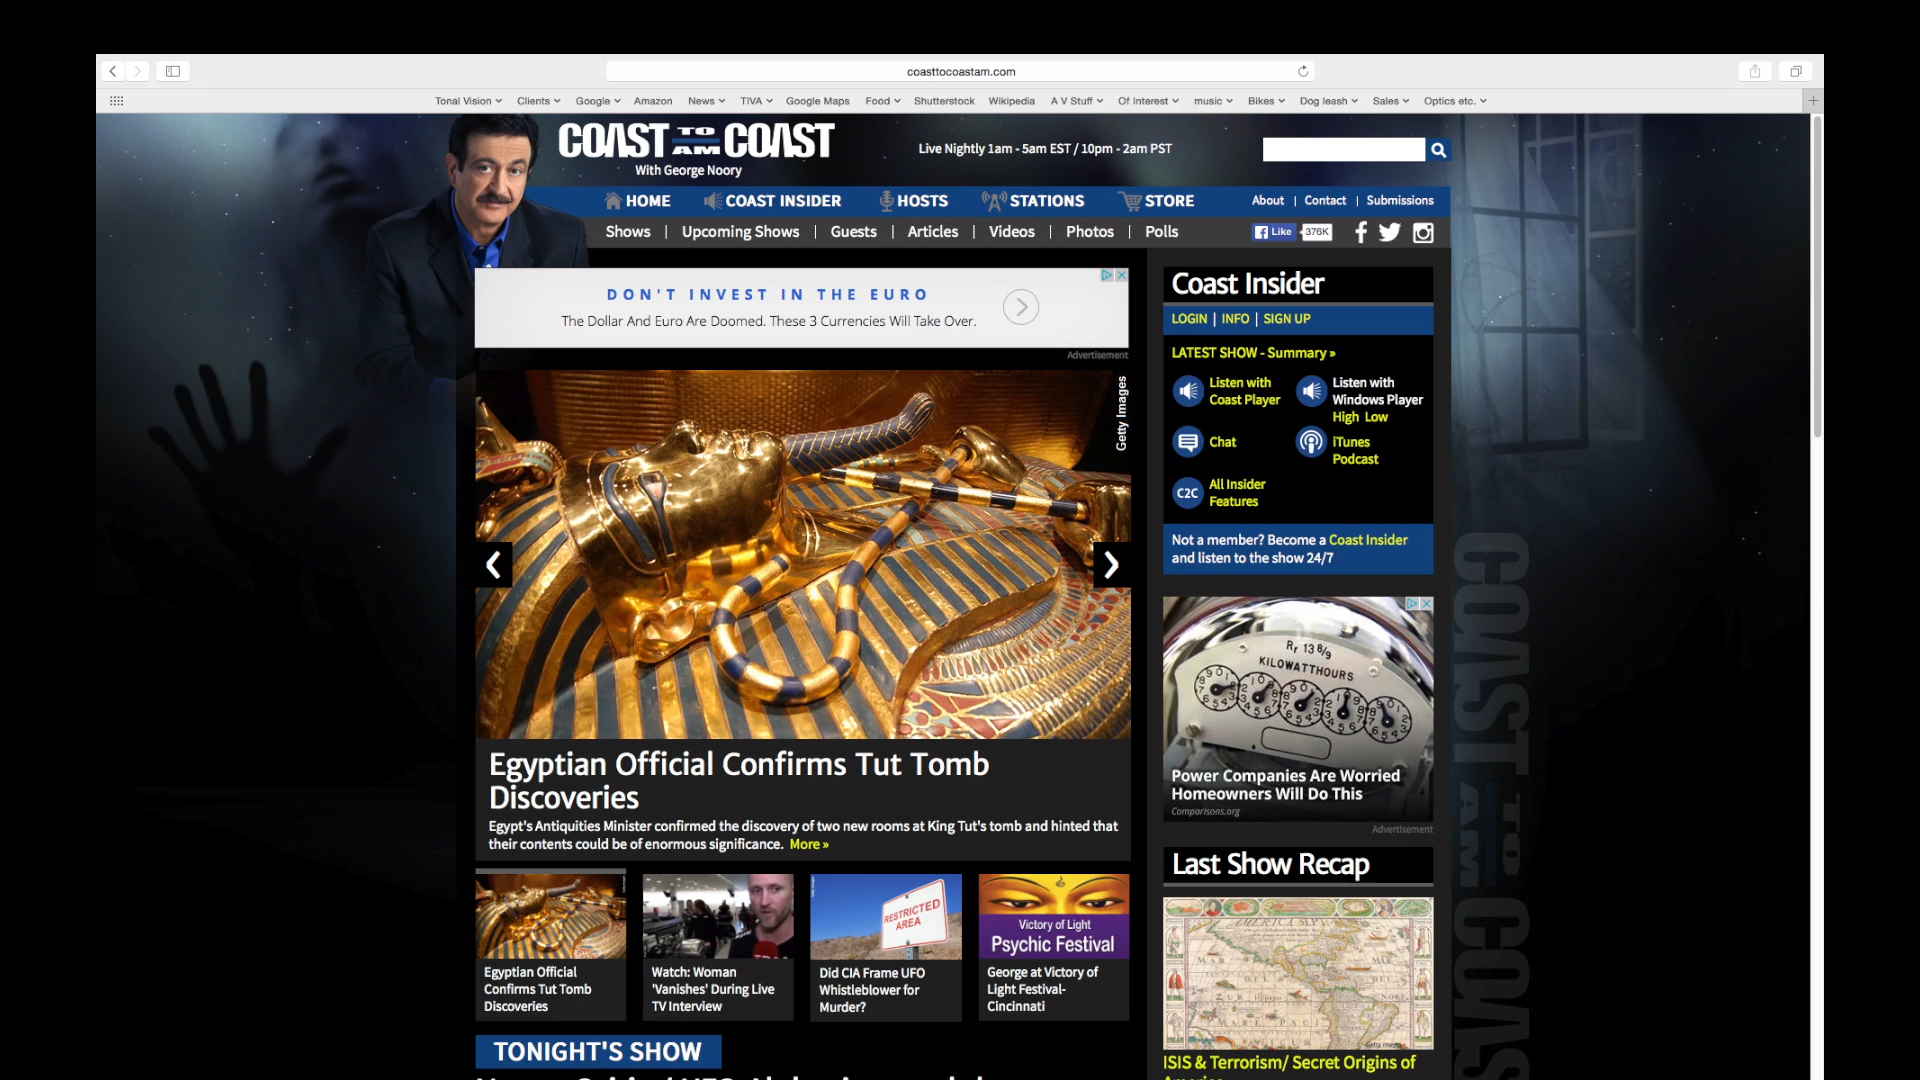 coasttocoastam.com
Tonal Vision Clients Google Amazon News TIVA Google Maps Food Shutterstock Wikipedia A V Stuff Of Interest music Bikes Dog leash Sales Optics etc.
COAST TO AM COAST
With George Noory
Live Nightly 1am - 5am EST / 10pm - 2am PST
HOME COAST INSIDER HOSTS STATIONS STORE
About | Contact | Submissions
Shows | Upcoming Shows | Guests | Articles | Videos | Photos | Polls
Like 376K
DON'T INVEST IN THE EURO
The Dollar And Euro Are Doomed. These 3 Currencies Will Take Over.
Advertisement
Getty Images
Egyptian Official Confirms Tut Tomb
Discoveries
Egypt's Antiquities Minister confirmed the discovery of two new rooms at King Tut's tomb and hinted that
their contents could be of enormous significance. More »
Egyptian Official
Confirms Tut Tomb
Discoveries
Watch: Woman
'Vanishes' During Live
TV Interview
RESTRICTED
AREA
Did CIA Frame UFO
Whistleblower for
Murder?
Victory of Light
Psychic Festival
George at Victory of
Light Festival-
Cincinnati
TONIGHT'S SHOW
Coast Insider
LOGIN | INFO | SIGN UP
LATEST SHOW - Summary »
Listen with
Coast Player
Listen with
Windows Player
High Low
Chat
iTunes
Podcast
C2C
All Insider
Features
Not a member? Become a Coast Insider
and listen to the show 24/7
Rr 13 8/9
KILOWATTHOURS
Power Companies Are Worried
Homeowners Will Do This
Comparisons.org
Advertisement
Last Show Recap
Getty Images
ISIS & Terrorism/ Secret Origins of
COAST TO AM COAST